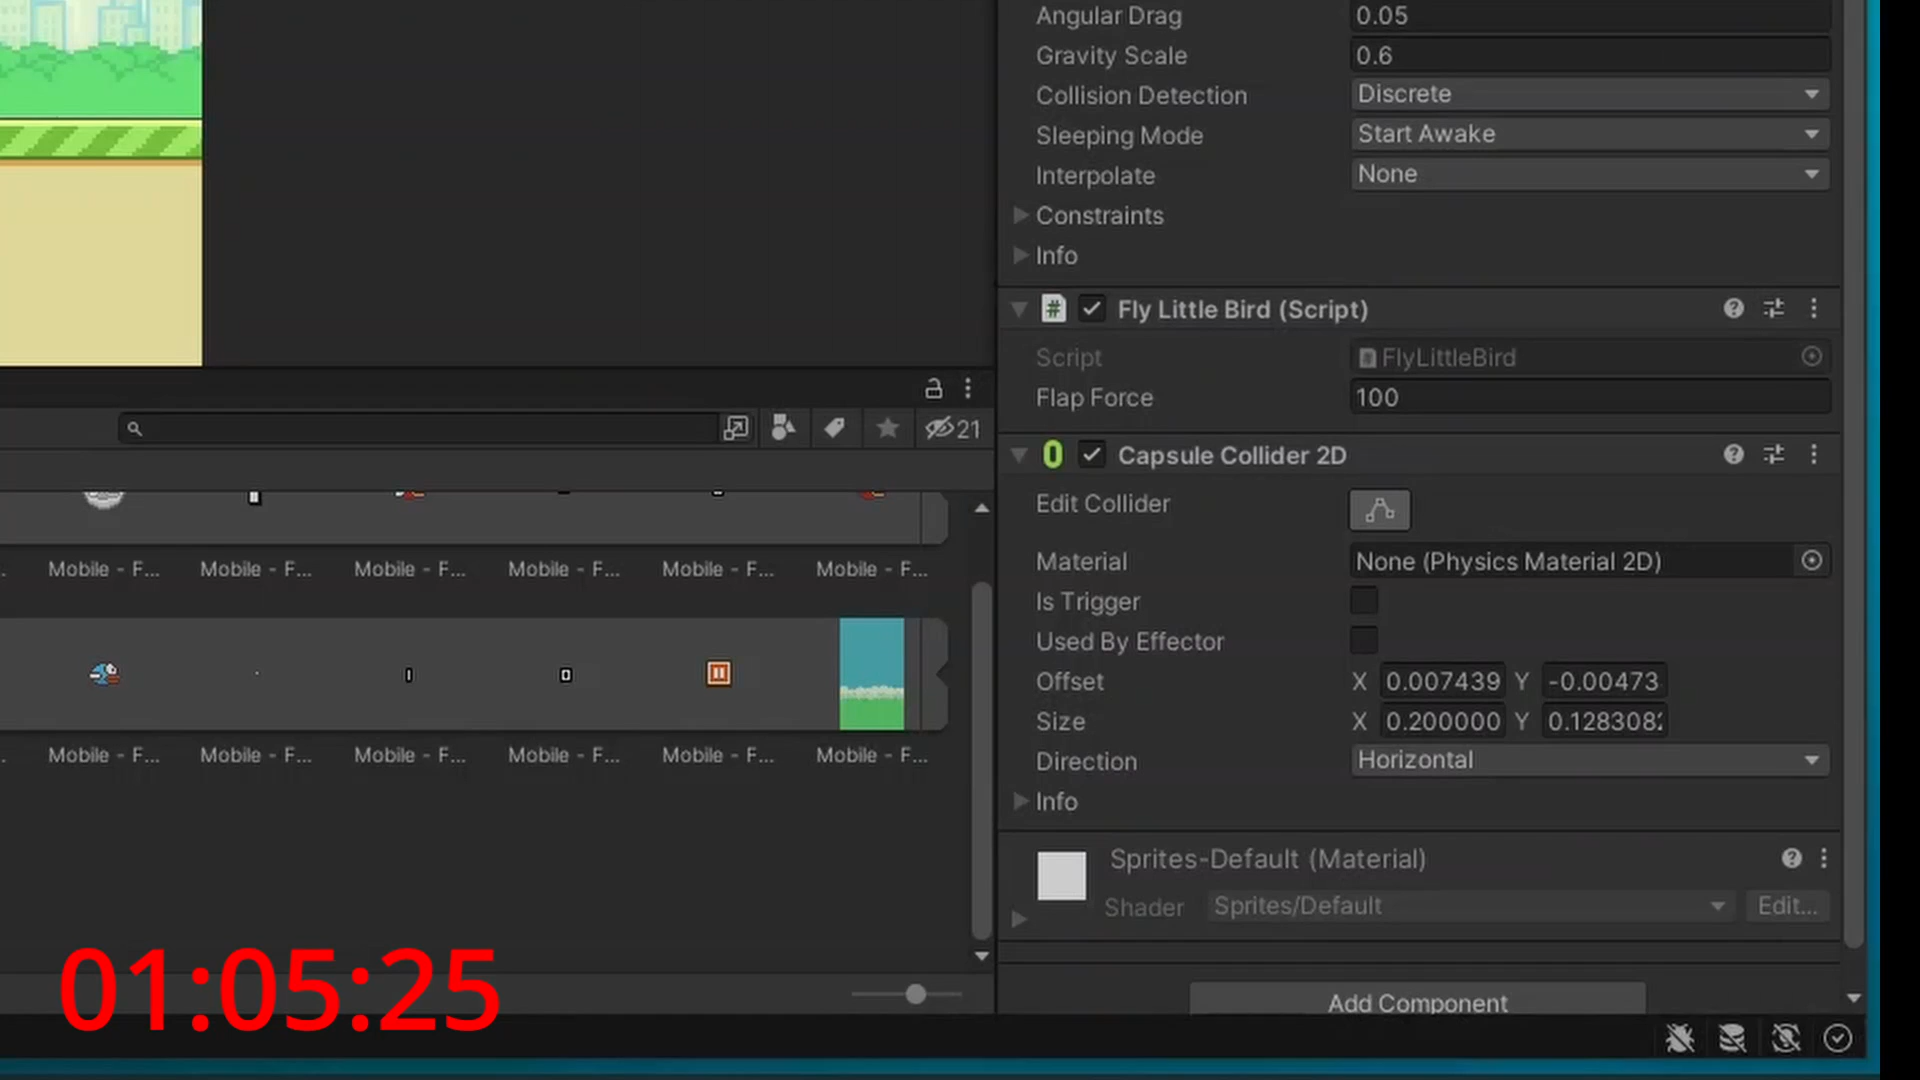 Angular Drag 0.05
Gravity Scale 0.6
Collision Detection Discrete
Sleeping Mode Start Awake
Interpolate None
Constraints
Info
# Fly Little Bird (Script)
Script FlyLittleBird
Flap Force 100
21
Capsule Collider 2D
Edit Collider
Material None (Physics Material 2D)
Is Trigger
Used By Effector
Offset X 0.007439 Y -0.00473
Size X 0.200000 Y 0.128308
Direction Horizontal
Info
Mobile - F... Mobile - F... Mobile - F... Mobile - F... Mobile - F... Mobile - F...
Mobile - F... Mobile - F... Mobile - F... Mobile - F... Mobile - F... Mobile - F...
Sprites-Default (Material)
Shader Sprites/Default Edit...
Add Component
01:05:25